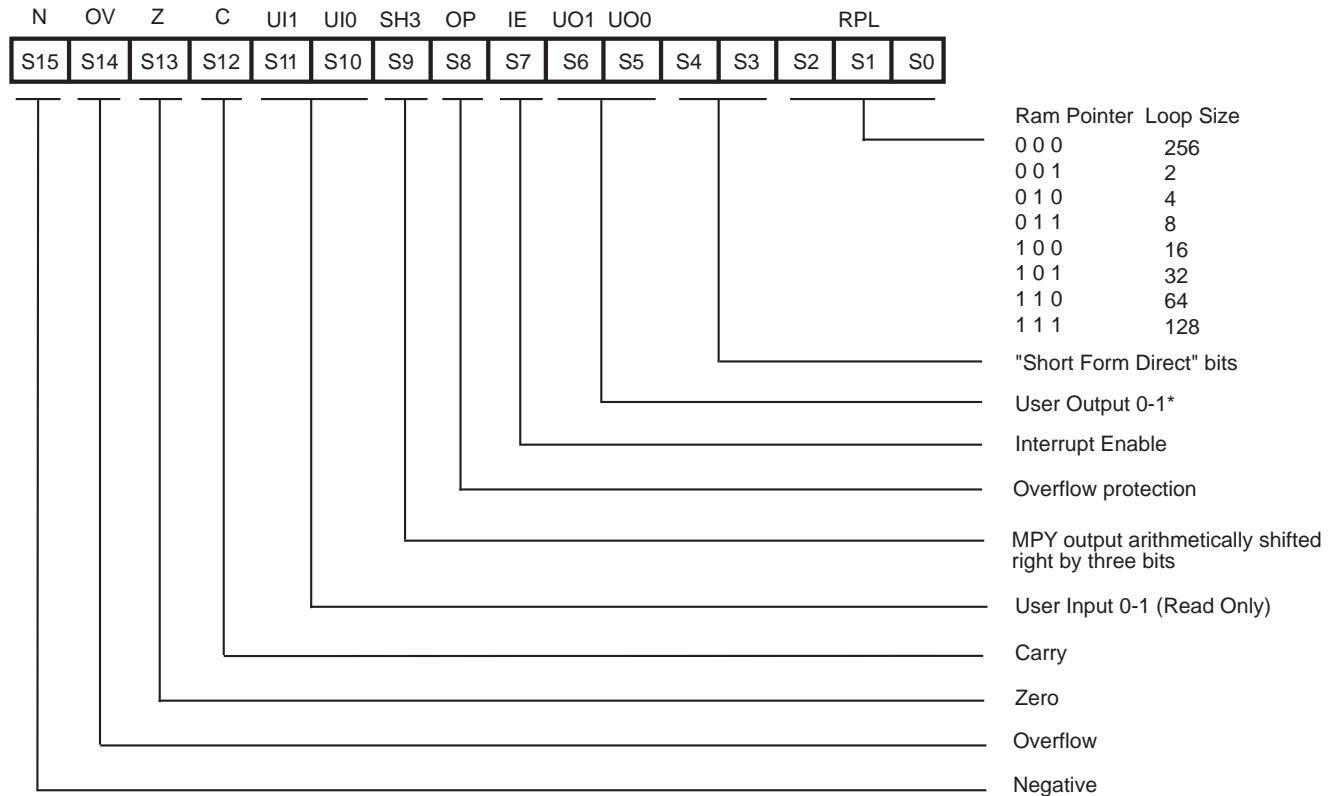 N OV Z C UI1 UI0 SH3 OP IE UO1 UO0 RPL
S15 S14 S13 S12 S11 S10 S9 S8 S7 S6 S5 S4 S3 S2 S1 S0
Ram Pointer Loop Size
0 0 0 256
0 0 1 2
0 1 0 4
0 1 1 8
1 0 0 16
1 0 1 32
1 1 0 64
1 1 1 128
"Short Form Direct" bits
User Output 0-1*
Interrupt Enable
Overflow protection
MPY output arithmetically shifted
right by three bits
User Input 0-1 (Read Only)
Carry
Zero
Overflow
Negative